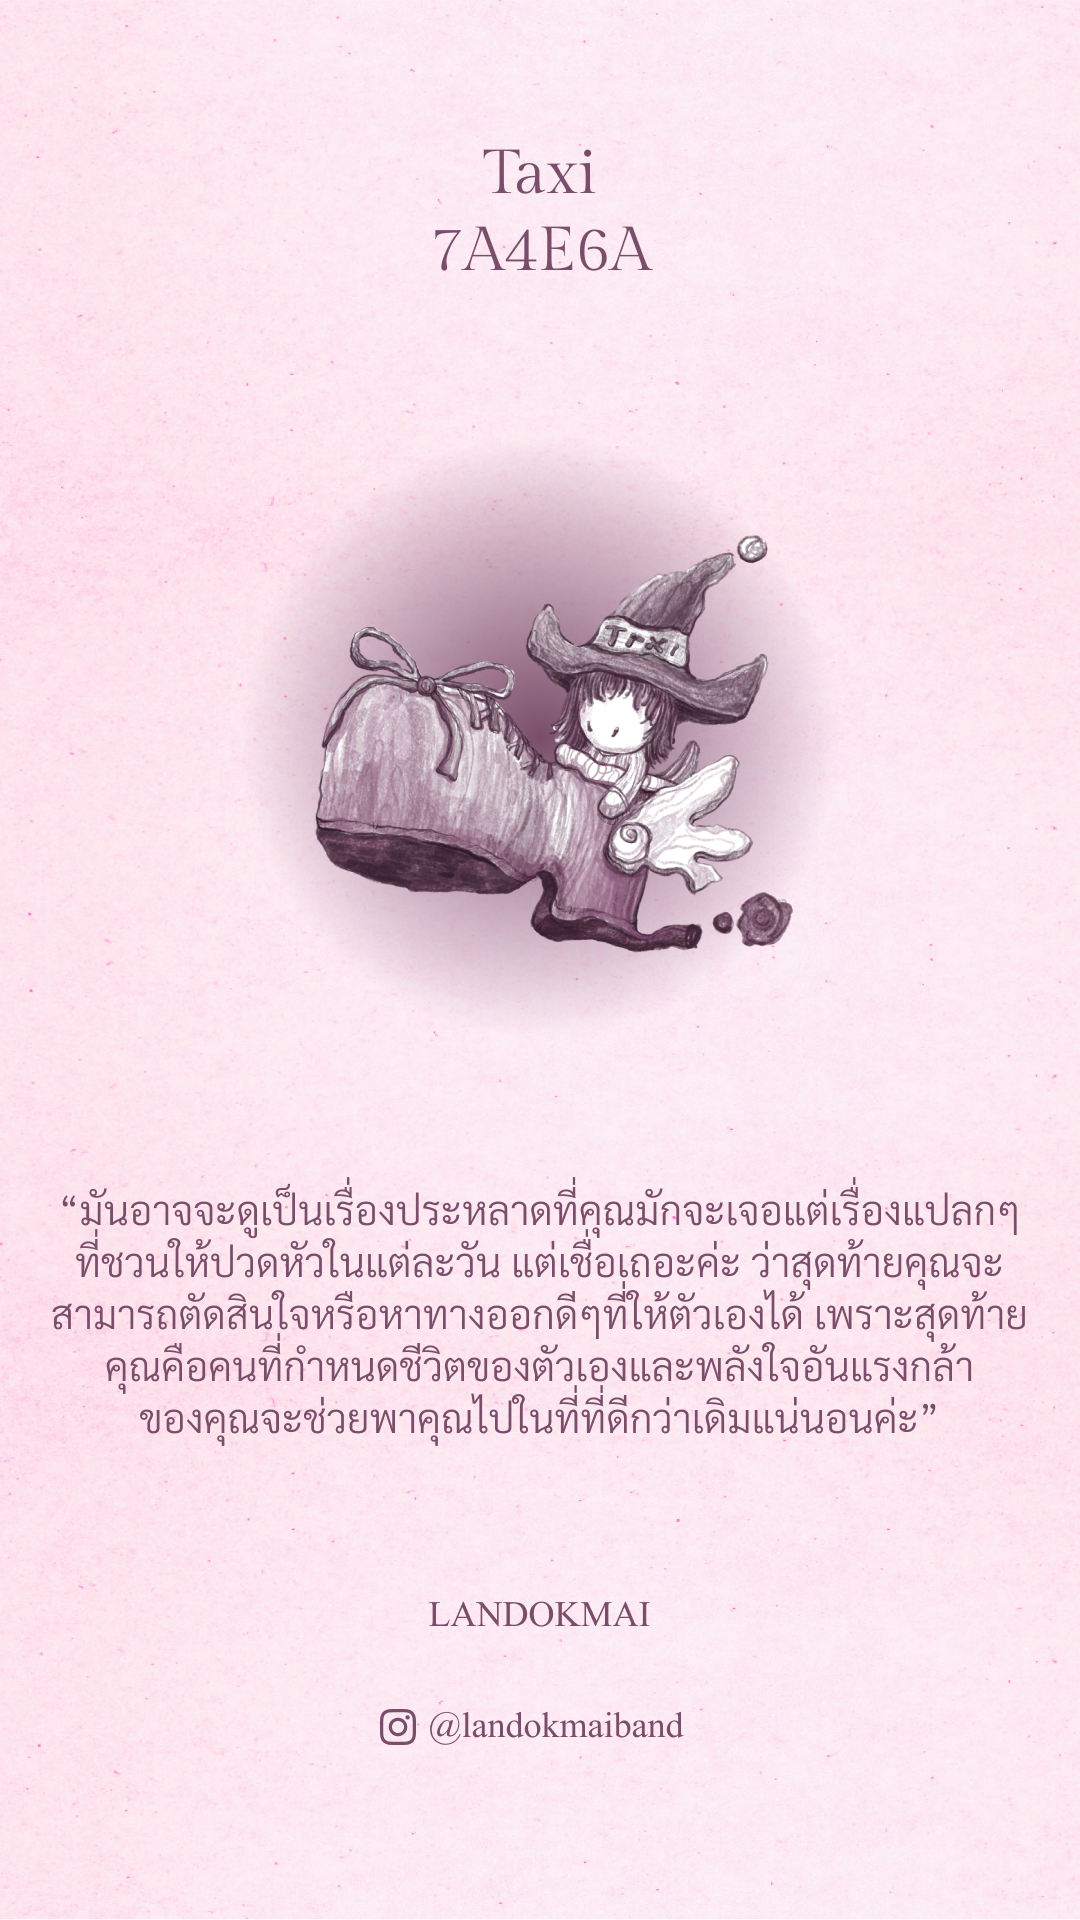 Taxi
7A4E6A
Trxi
“มันอาจจะดูเป็นเรื่องประหลาดที่คุณมักจะเจอแต่เรื่องแปลกๆ
ที่ชวนให้ปวดหัวในแต่ละวัน แต่เชื่อเถอะค่ะ ว่าสุดท้ายคุณจะ
สามารถตัดสินใจหรือหาทางออกดีๆที่ให้ตัวเองได้ เพราะสุดท้าย
คุณคือคนที่กำหนดชีวิตของตัวเองและพลังใจอันแรงกล้า
ของคุณจะช่วยพาคุณไปในที่ที่ดีกว่าเดิมแน่นอนค่ะ”
LANDOKMAI
@landokmaiband